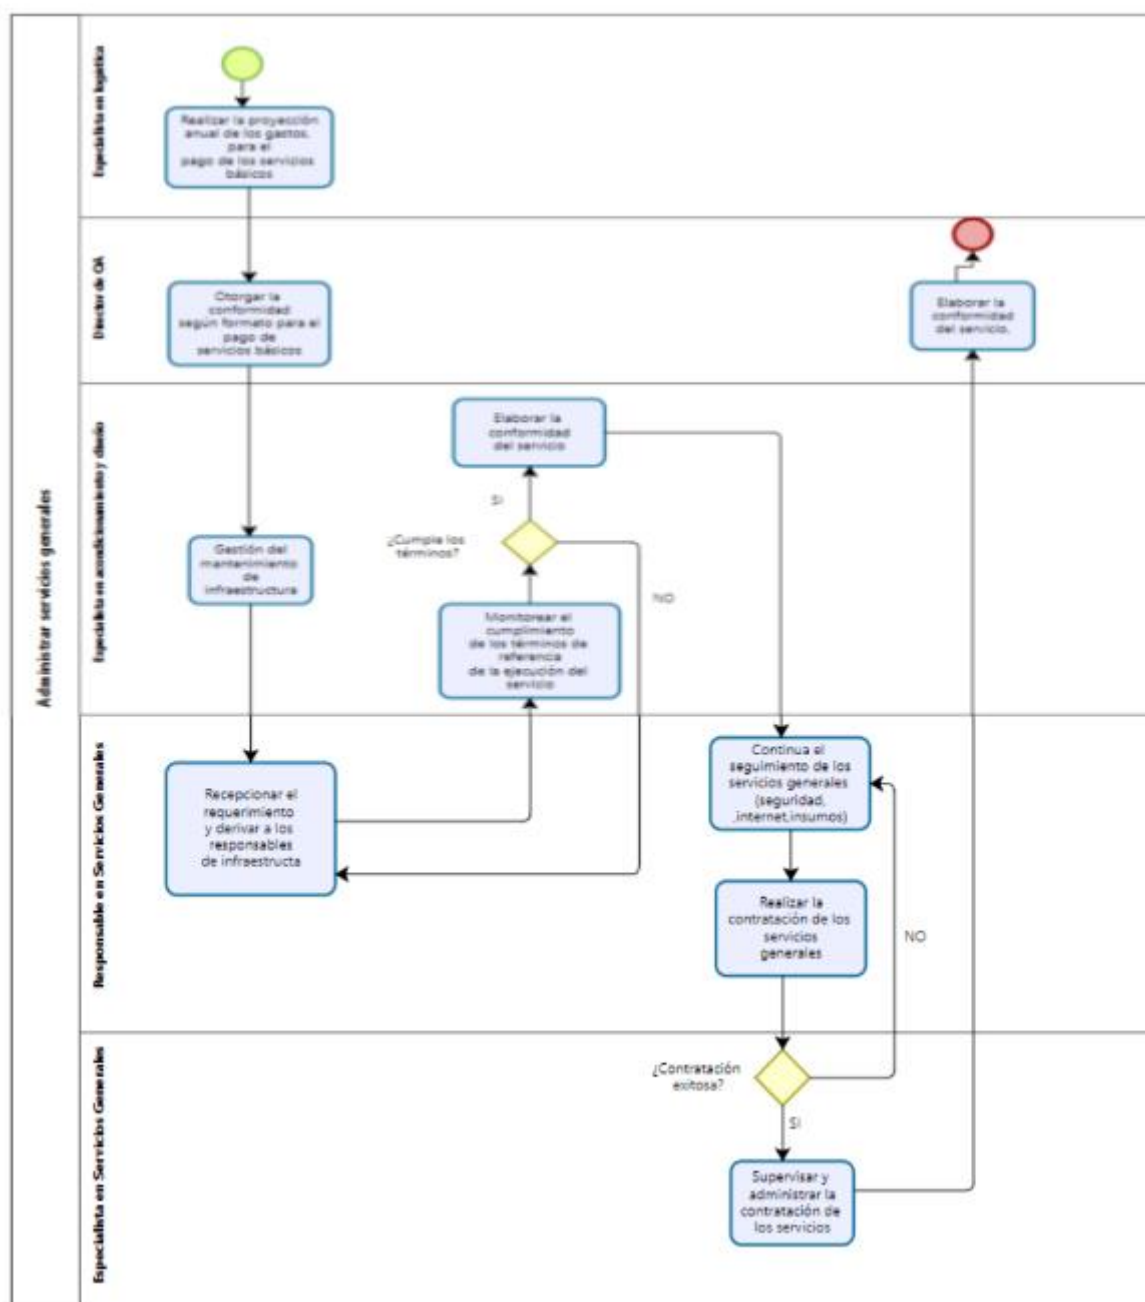 Administrar servicios generales
Especialista en logística
Realizar la proyección
anual de los gastos,
para el
pago de los servicios
básicos
Director de OA
Otorgar la
conformidad
según formato para el
pago de
servicios básicos
Elaborar la
conformidad
del servicio.
Especialista en acondicionamiento y diseño
Elaborar la
conformidad
del servicio
SI
¿Cumple los
términos?
NO
Gestión del
mantenimiento
de
infraestructura
Monitorear el
cumplimiento
de los términos de
referencia
de la ejecución del
servicio
Responsable en Servicios Generales
Recepcionar el
requerimiento
y derivar a los
responsables
de infraestructa
Continua el
seguimiento de los
servicios generales
(seguridad,
,internet,insumos)
Realizar la
contratación de los
servicios
generales
NO
Especialista en Servicios Generales
¿Contratación
exitosa?
SI
Supervisar y
administrar la
contratación de
los servicios